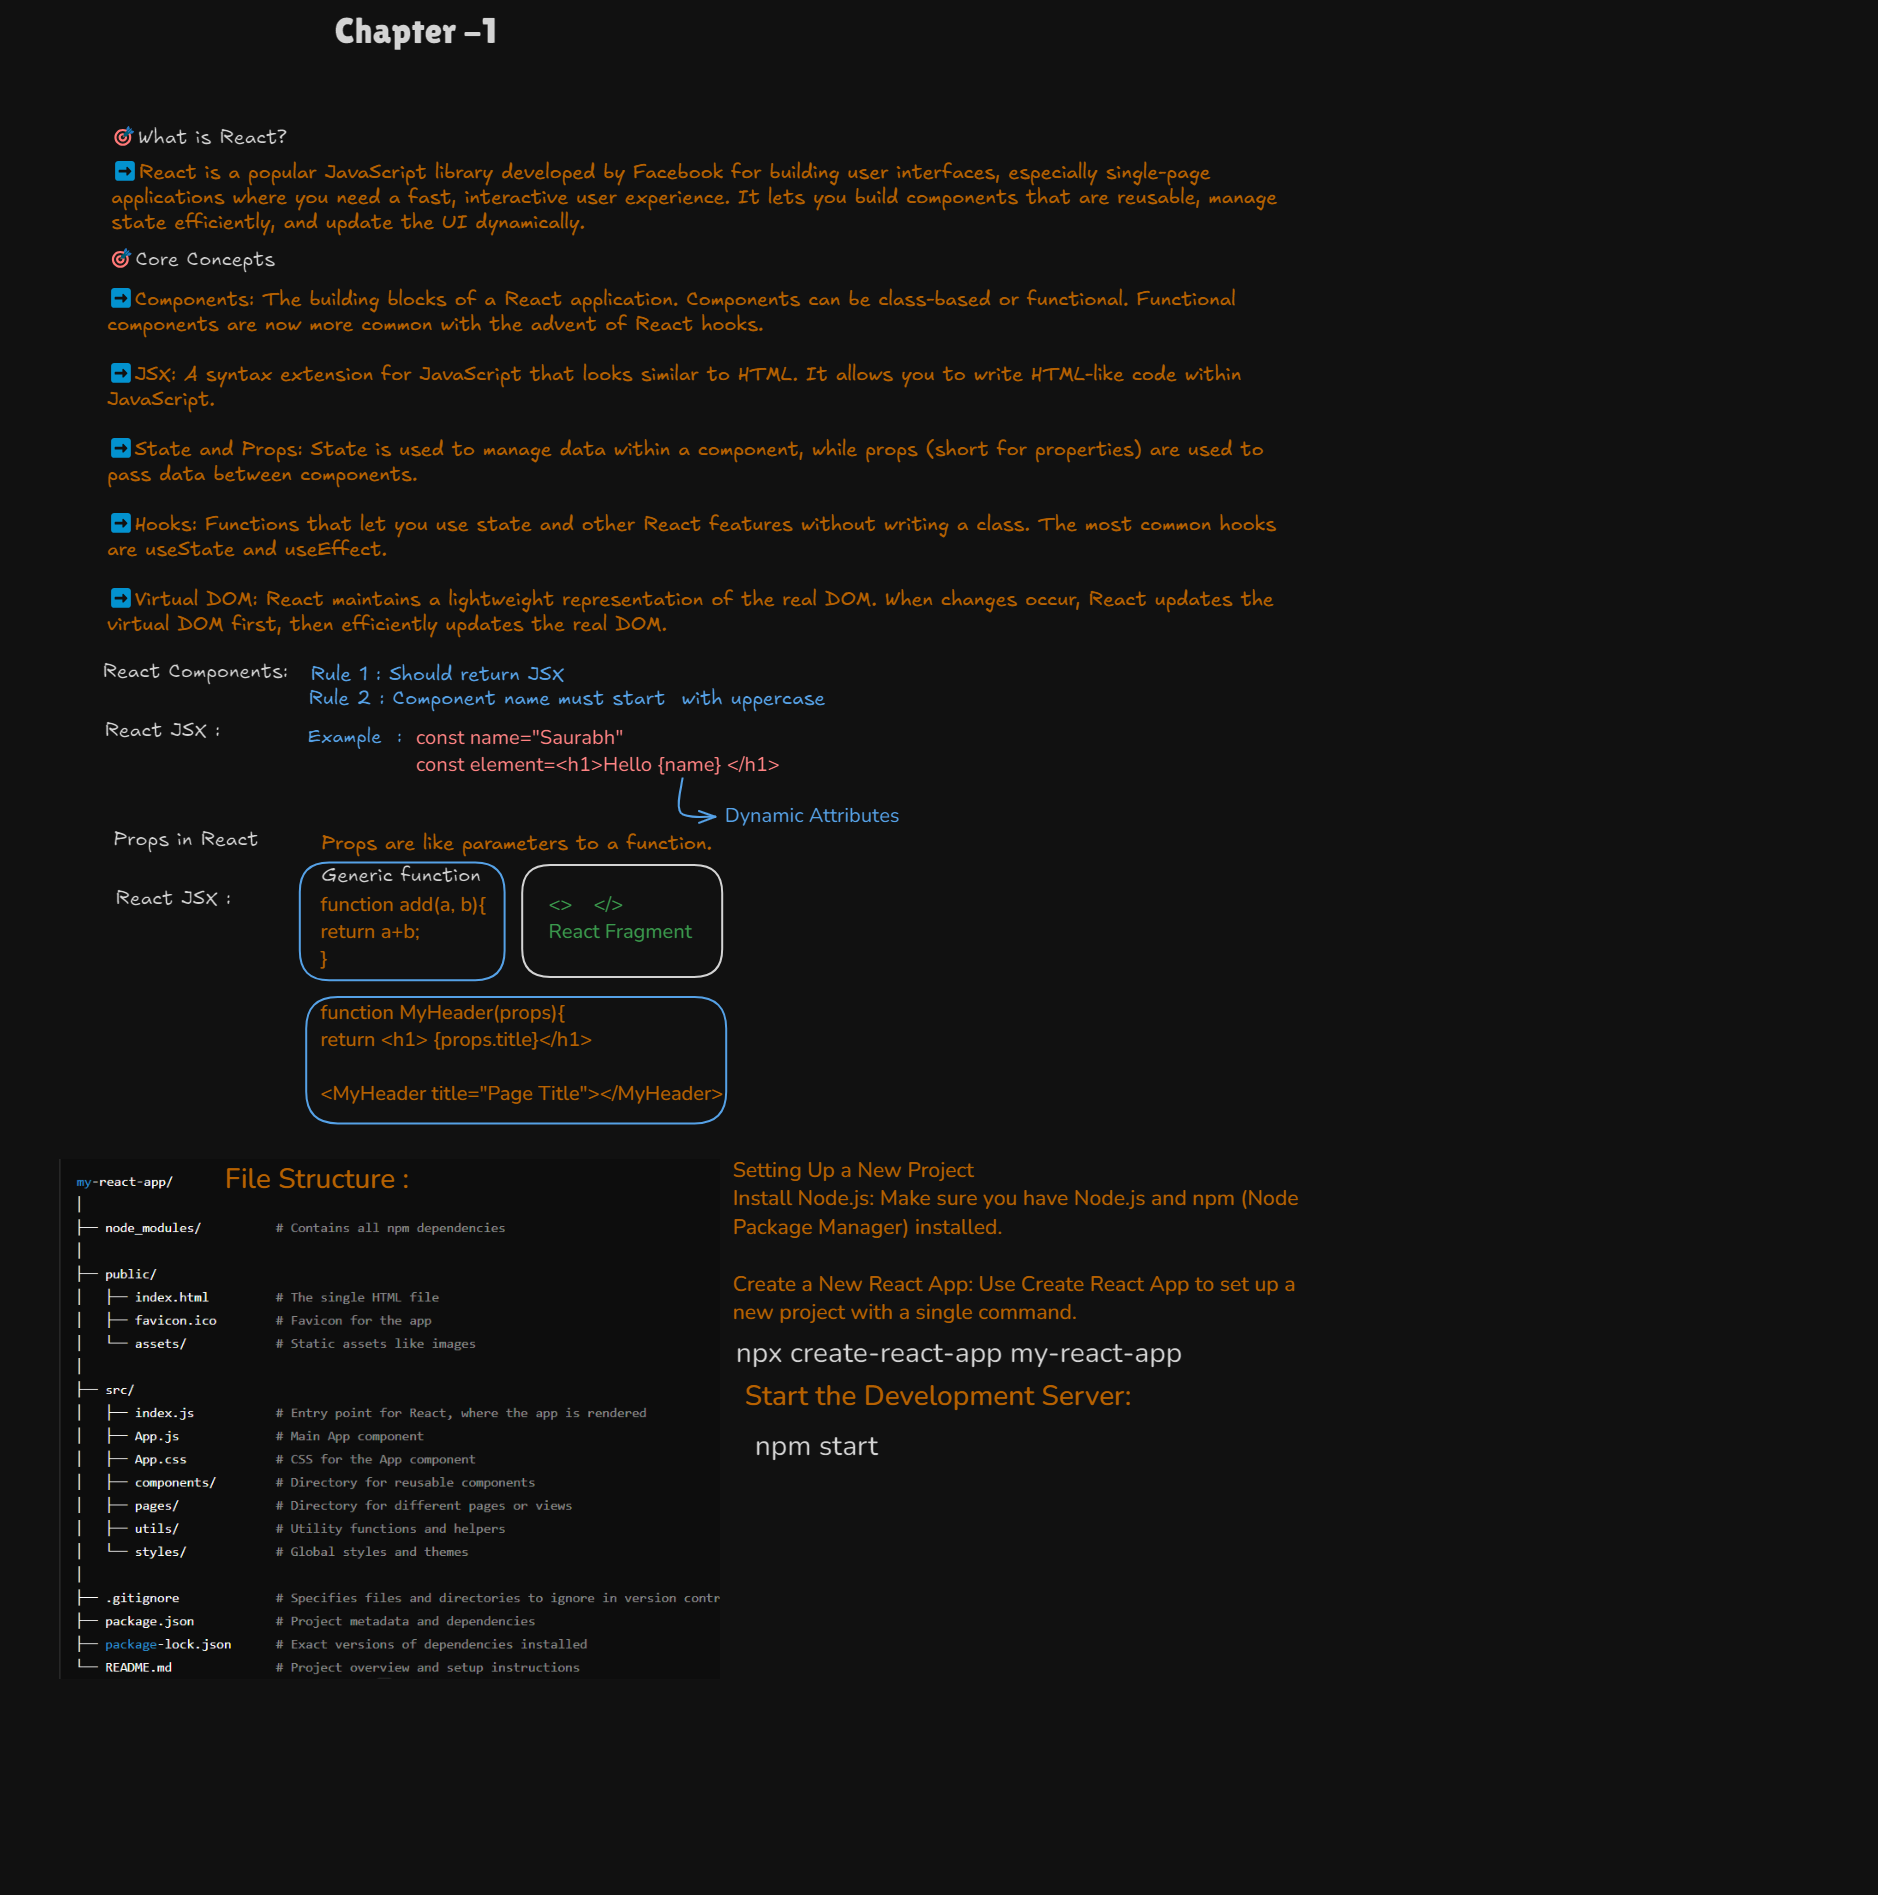 Chapter -1
🎯What is React?
➡️React is a popular JavaScript library developed by Facebook for building user interfaces, especially single-page
applications where you need a fast, interactive user experience. It lets you build components that are reusable, manage
state efficiently, and update the UI dynamically.
🎯Core Concepts
➡️Components: The building blocks of a React application. Components can be class-based or functional. Functional
components are now more common with the advent of React hooks.
➡️JSX: A syntax extension for JavaScript that looks similar to HTML. It allows you to write HTML-like code within
JavaScript.
➡️State and Props: State is used to manage data within a component, while props (short for properties) are used to
pass data between components.
➡️Hooks: Functions that let you use state and other React features without writing a class. The most common hooks
are useState and useEffect.
➡️Virtual DOM: React maintains a lightweight representation of the real DOM. When changes occur, React updates the
virtual DOM first, then efficiently updates the real DOM.
React Components:
Rule 1 : Should return JSX
Rule 2 : Component name must start with uppercase
React JSX :
Example : const name="Saurabh"
const element=<h1>Hello {name} </h1>
Dynamic Attributes
Props in React
Props are like parameters to a function.
React JSX :
Generic function
function add(a, b){
return a+b;
}
<> </>
React Fragment
function MyHeader(props){
return <h1> {props.title}</h1>
<MyHeader title="Page Title"></MyHeader>
File Structure :
my-react-app/
│
├── node_modules/ # Contains all npm dependencies
│
├── public/
│ ├── index.html # The single HTML file
│ ├── favicon.ico # Favicon for the app
│ └── assets/ # Static assets like images
│
├── src/
│ ├── index.js # Entry point for React, where the app is rendered
│ ├── App.js # Main App component
│ ├── App.css # CSS for the App component
│ ├── components/ # Directory for reusable components
│ ├── pages/ # Directory for different pages or views
│ ├── utils/ # Utility functions and helpers
│ └── styles/ # Global styles and themes
│
├── .gitignore # Specifies files and directories to ignore in version contr
├── package.json # Project metadata and dependencies
├── package-lock.json # Exact versions of dependencies installed
└── README.md # Project overview and setup instructions
Setting Up a New Project
Install Node.js: Make sure you have Node.js and npm (Node
Package Manager) installed.
Create a New React App: Use Create React App to set up a
new project with a single command.
npx create-react-app my-react-app
Start the Development Server:
npm start